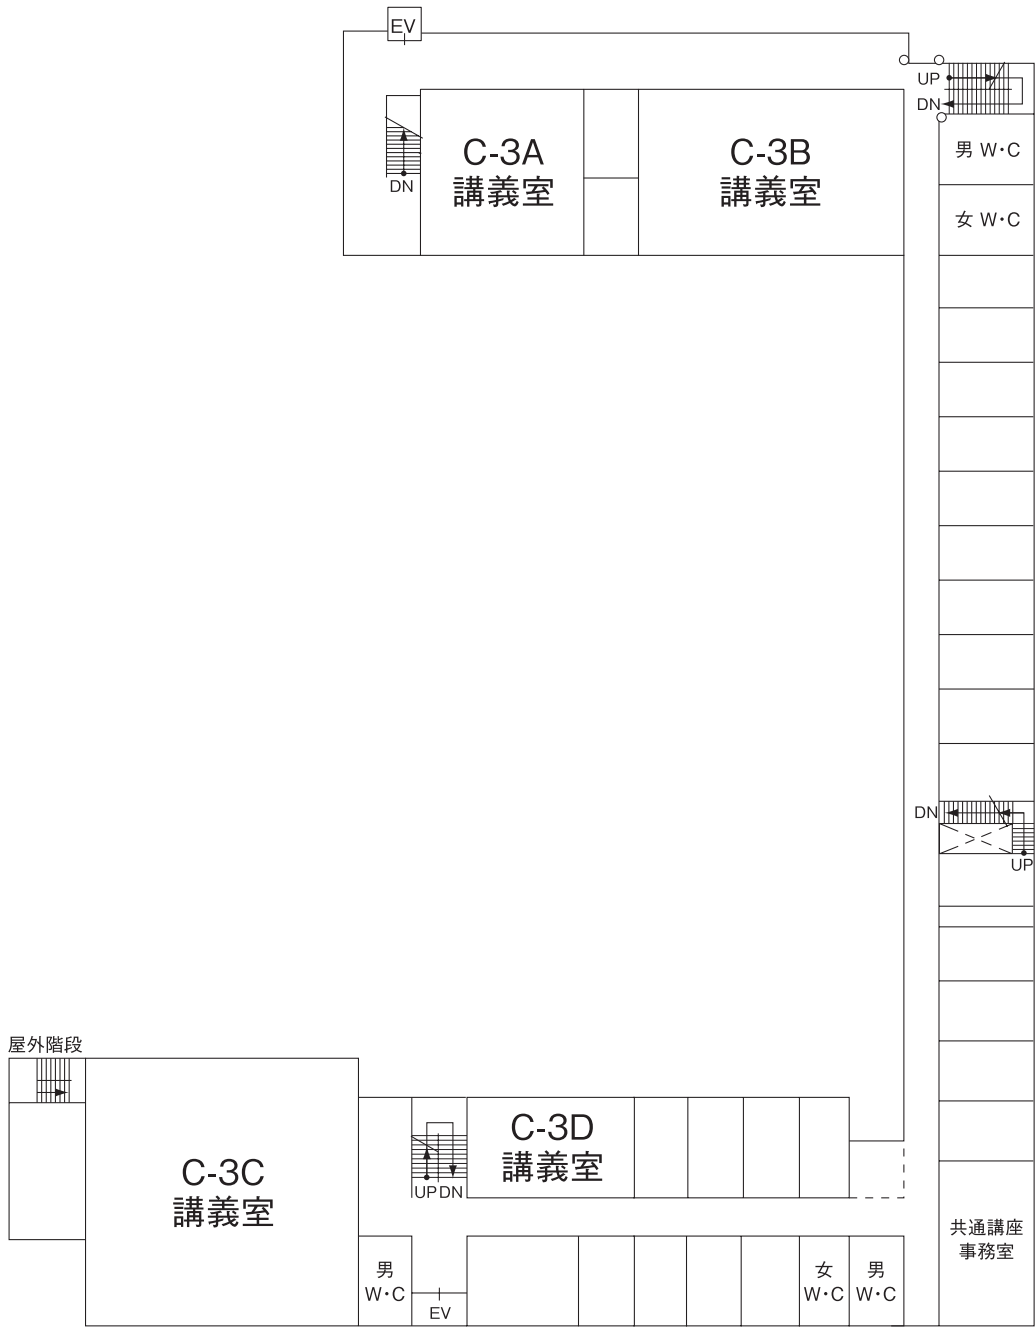 EV
UP
DN
C-3A
講義室
C-3B
講義室
DN
男 W・C
女 W・C
DN
UP
屋外階段
C-3C
講義室
UP DN
C-3D
講義室
男
W・C
EV
女
W・C
男
W・C
共通講座
事務室